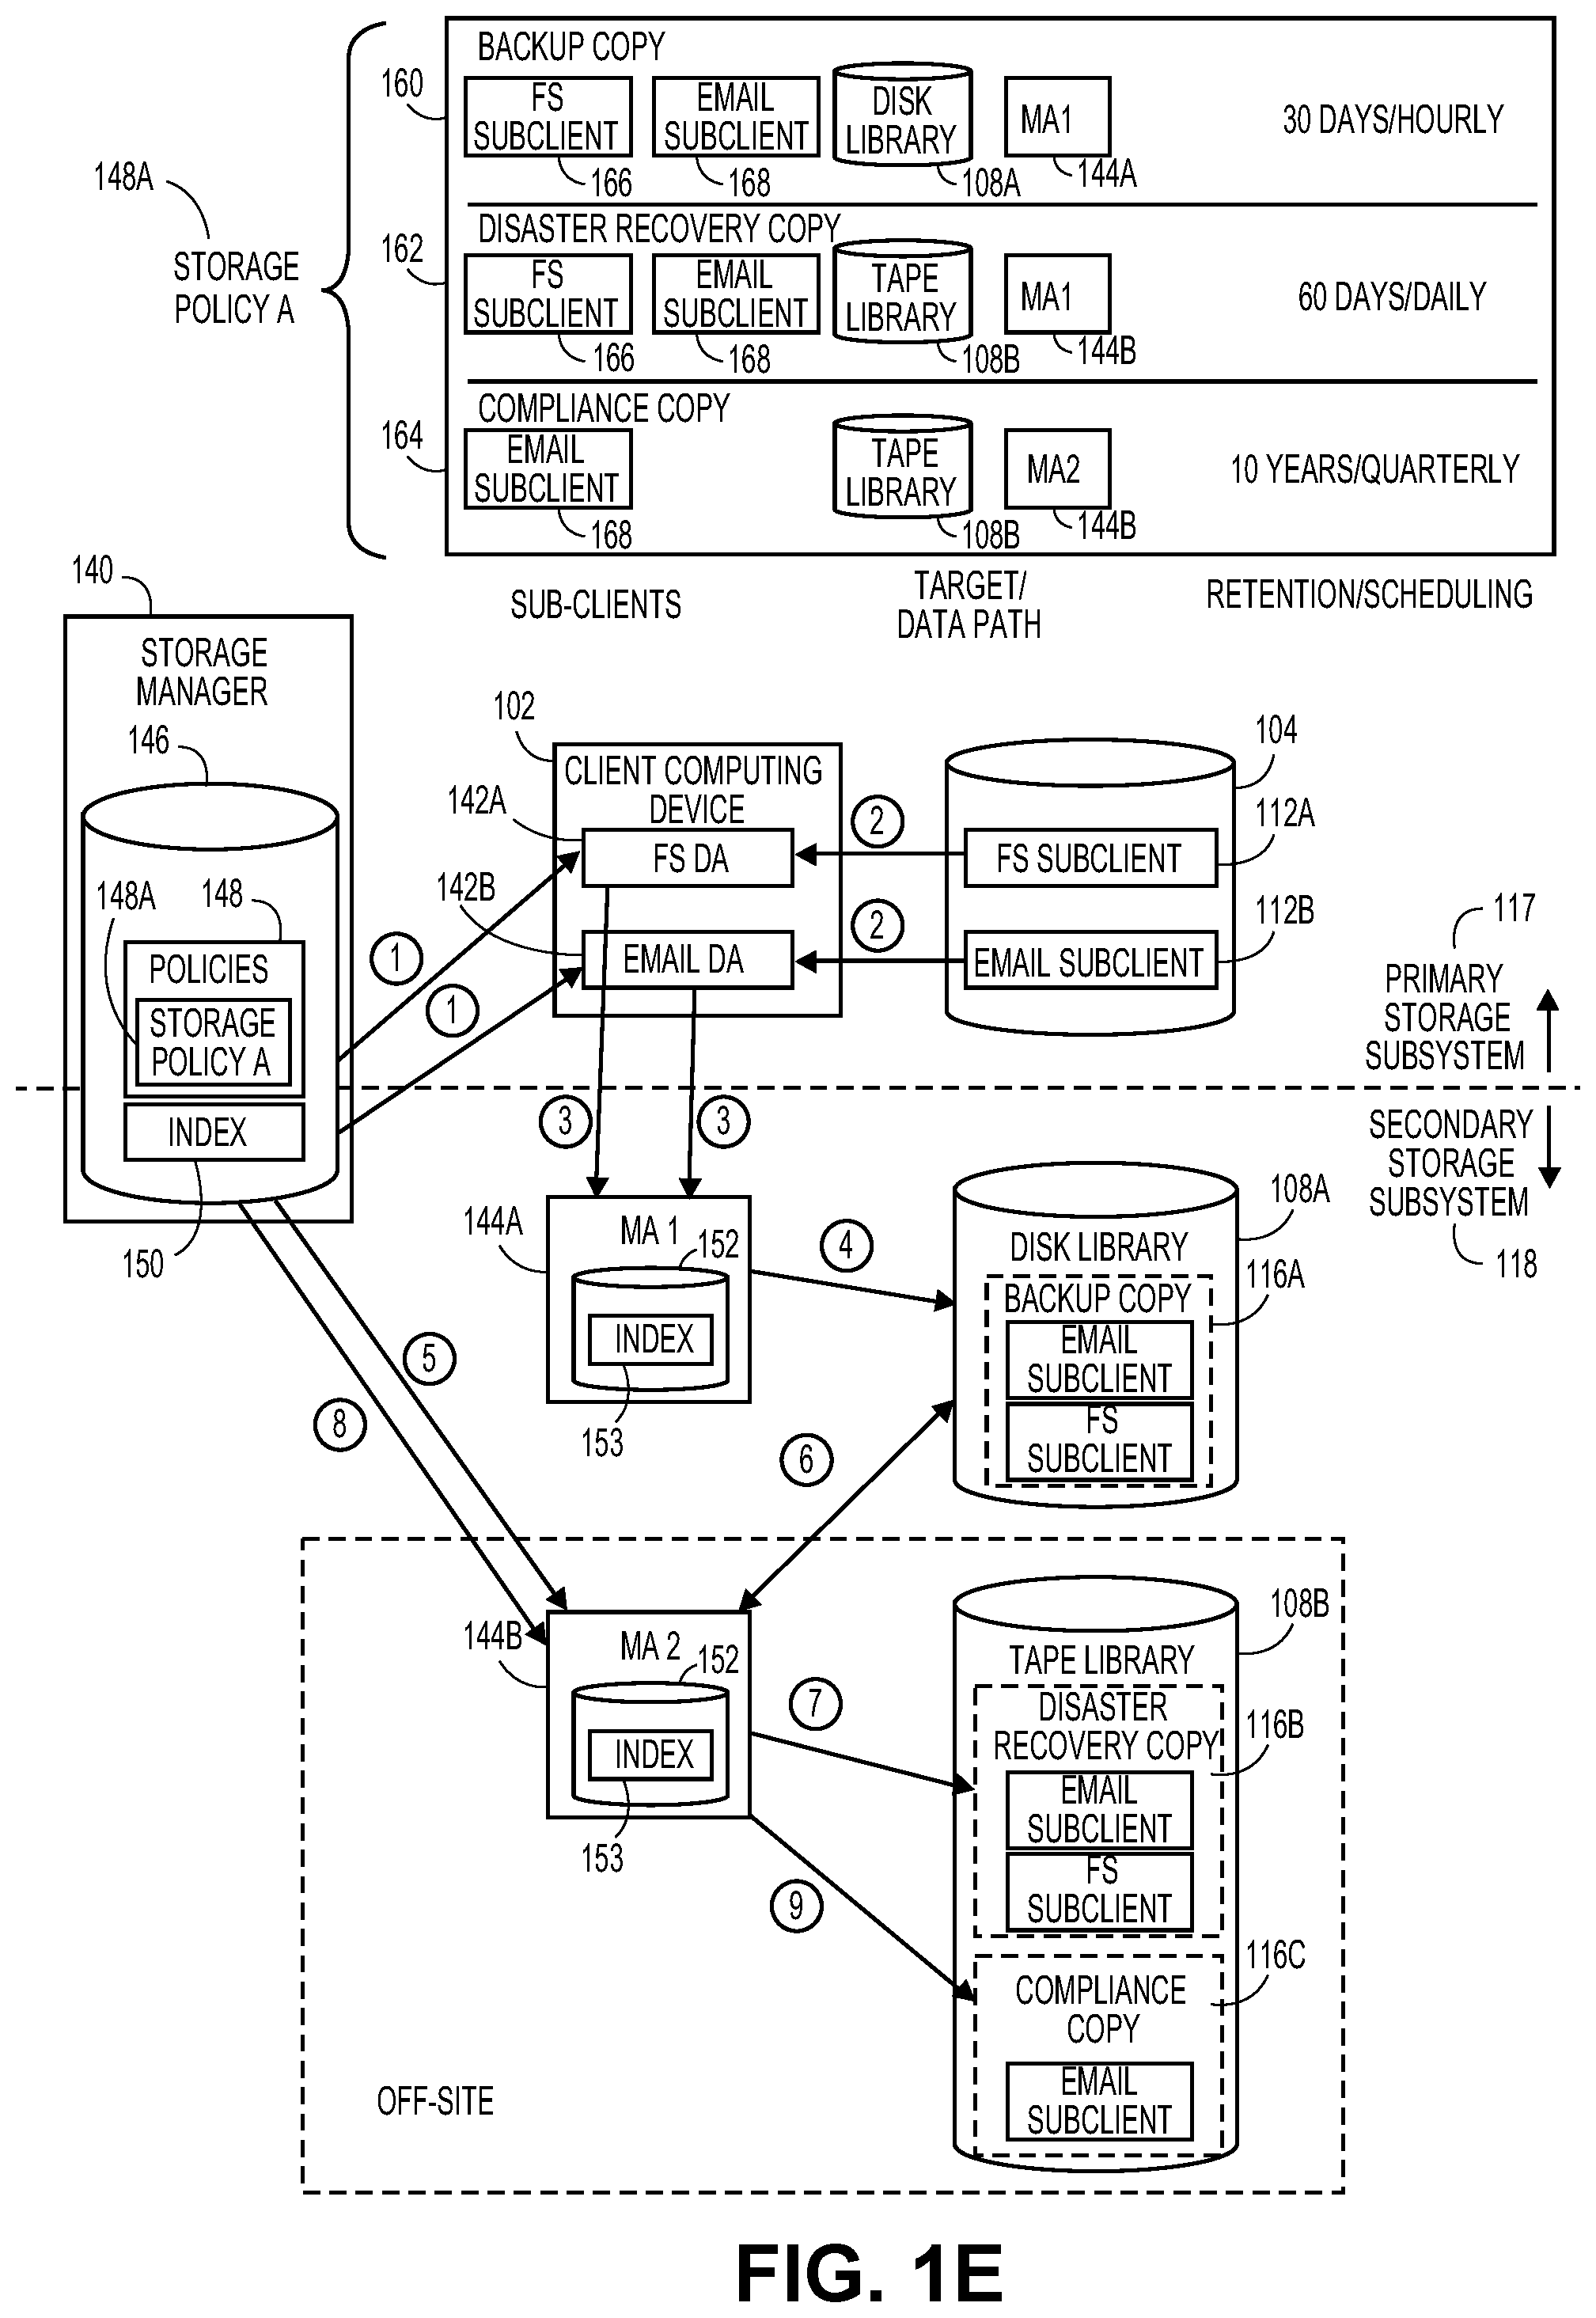 BACKUP COPY
160
FS
SUBCLIENT
166
EMAIL
SUBCLIENT
168
DISK
LIBRARY
108A
MA1
144A
30 DAYS/HOURLY
148A
STORAGE
POLICY A
DISASTER RECOVERY COPY
162
FS
SUBCLIENT
166
EMAIL
SUBCLIENT
168
TAPE
LIBRARY
108B
MA1
144B
60 DAYS/DAILY
COMPLIANCE COPY
164
EMAIL
SUBCLIENT
168
TAPE
LIBRARY
108B
MA2
144B
10 YEARS/QUARTERLY
SUB-CLIENTS
TARGET/
DATA PATH
RETENTION/SCHEDULING
140
STORAGE
MANAGER
146
148A
148
POLICIES
STORAGE
POLICY A
INDEX
150
102
CLIENT COMPUTING
DEVICE
142A
FS DA
142B
EMAIL DA
104
112A
FS SUBCLIENT
112B
EMAIL SUBCLIENT
1
1
2
2
3
3
117
PRIMARY
STORAGE
SUBSYSTEM
SECONDARY
STORAGE
SUBSYSTEM
118
144A
MA 1
152
INDEX
153
4
5
6
8
108A
DISK LIBRARY
116A
BACKUP COPY
EMAIL
SUBCLIENT
FS
SUBCLIENT
144B
MA 2
152
INDEX
153
7
9
108B
TAPE LIBRARY
DISASTER
RECOVERY COPY
116B
EMAIL
SUBCLIENT
FS
SUBCLIENT
116C
COMPLIANCE
COPY
EMAIL
SUBCLIENT
OFF-SITE
FIG. 1E